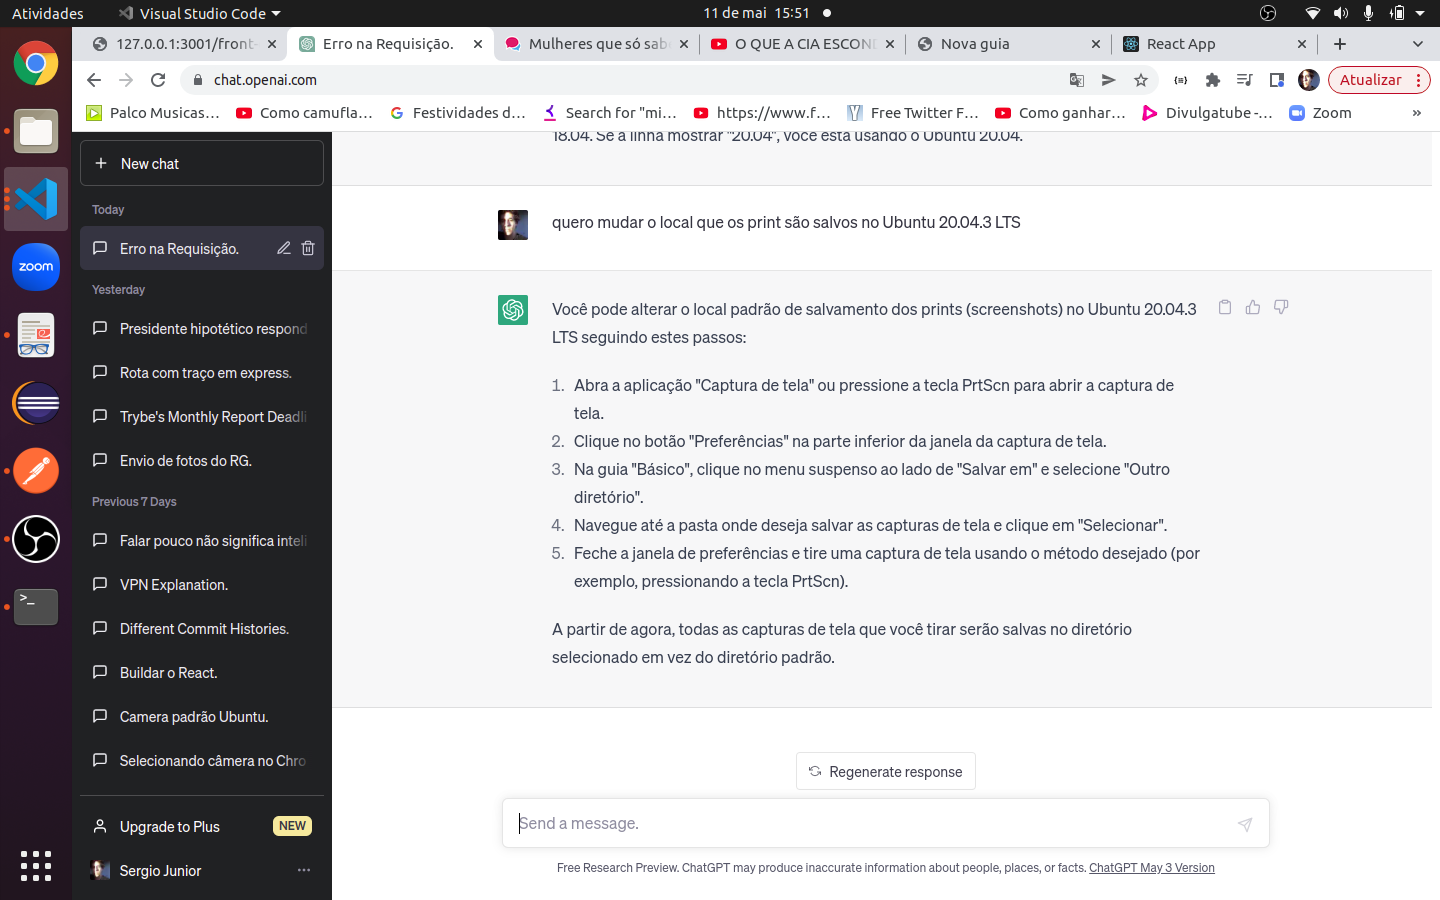 Atividades
Visual Studio Code
11 de mai 15:51
127.0.0.1:3001/front-
Erro na Requisição.
Mulheres que só sab
O QUE A CIA ESCOND
Nova guia
React App
chat.openai.com
Atualizar
Palco Musicas...
Como camufla...
Festividades d...
Search for "mi...
https://www.f...
Free Twitter F...
Como ganhar...
Divulgatube -...
Zoom
»
New chat
Today
Erro na Requisição.
Yesterday
Presidente hipotético respond
Rota com traço em express.
Trybe's Monthly Report Deadli
Envio de fotos do RG.
Previous 7 Days
Falar pouco não significa inteli
VPN Explanation.
Different Commit Histories.
Buildar o React.
Camera padrão Ubuntu.
Selecionando câmera no Chro
Upgrade to Plus
NEW
Sergio Junior
zoom
>_
18.04. Se a linha mostrar "20.04", você está usando o Ubuntu 20.04.
quero mudar o local que os print são salvos no Ubuntu 20.04.3 LTS
Você pode alterar o local padrão de salvamento dos prints (screenshots) no Ubuntu 20.04.3
LTS seguindo estes passos:
1. Abra a aplicação "Captura de tela" ou pressione a tecla PrtScn para abrir a captura de
tela.
2. Clique no botão "Preferências" na parte inferior da janela da captura de tela.
3. Na guia "Básico", clique no menu suspenso ao lado de "Salvar em" e selecione "Outro
diretório".
4. Navegue até a pasta onde deseja salvar as capturas de tela e clique em "Selecionar".
5. Feche a janela de preferências e tire uma captura de tela usando o método desejado (por
exemplo, pressionando a tecla PrtScn).
A partir de agora, todas as capturas de tela que você tirar serão salvas no diretório
selecionado em vez do diretório padrão.
Regenerate response
Send a message.
Free Research Preview. ChatGPT may produce inaccurate information about people, places, or facts. ChatGPT May 3 Version